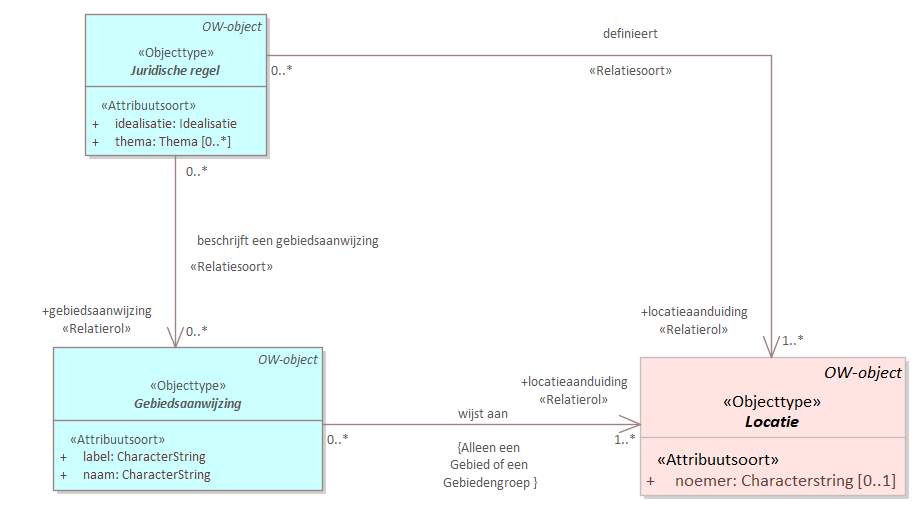 OW-object
«Objecttype»
Juridische regel
«Attribuutsoort»
+ idealisatie: Idealisatie
+ thema: Thema [0..*]
definieert
0..*
«Relatiesoort»
0..*
beschrijft een gebiedsaanwijzing
«Relatiesoort»
+gebiedsaanwijzing
«Relatierol»
0..*
+locatieaanduiding
«Relatierol»
1..*
OW-object
«Objecttype»
Gebiedsaanwijzing
«Attribuutsoort»
+ label: CharacterString
+ naam: CharacterString
+locatieaanduiding
«Relatierol»
wijst aan
0..*
1..*
{Alleen een
Gebied of een
Gebiedengroep }
OW-object
«Objecttype»
Locatie
«Attribuutsoort»
+ noemer: Characterstring [0..1]